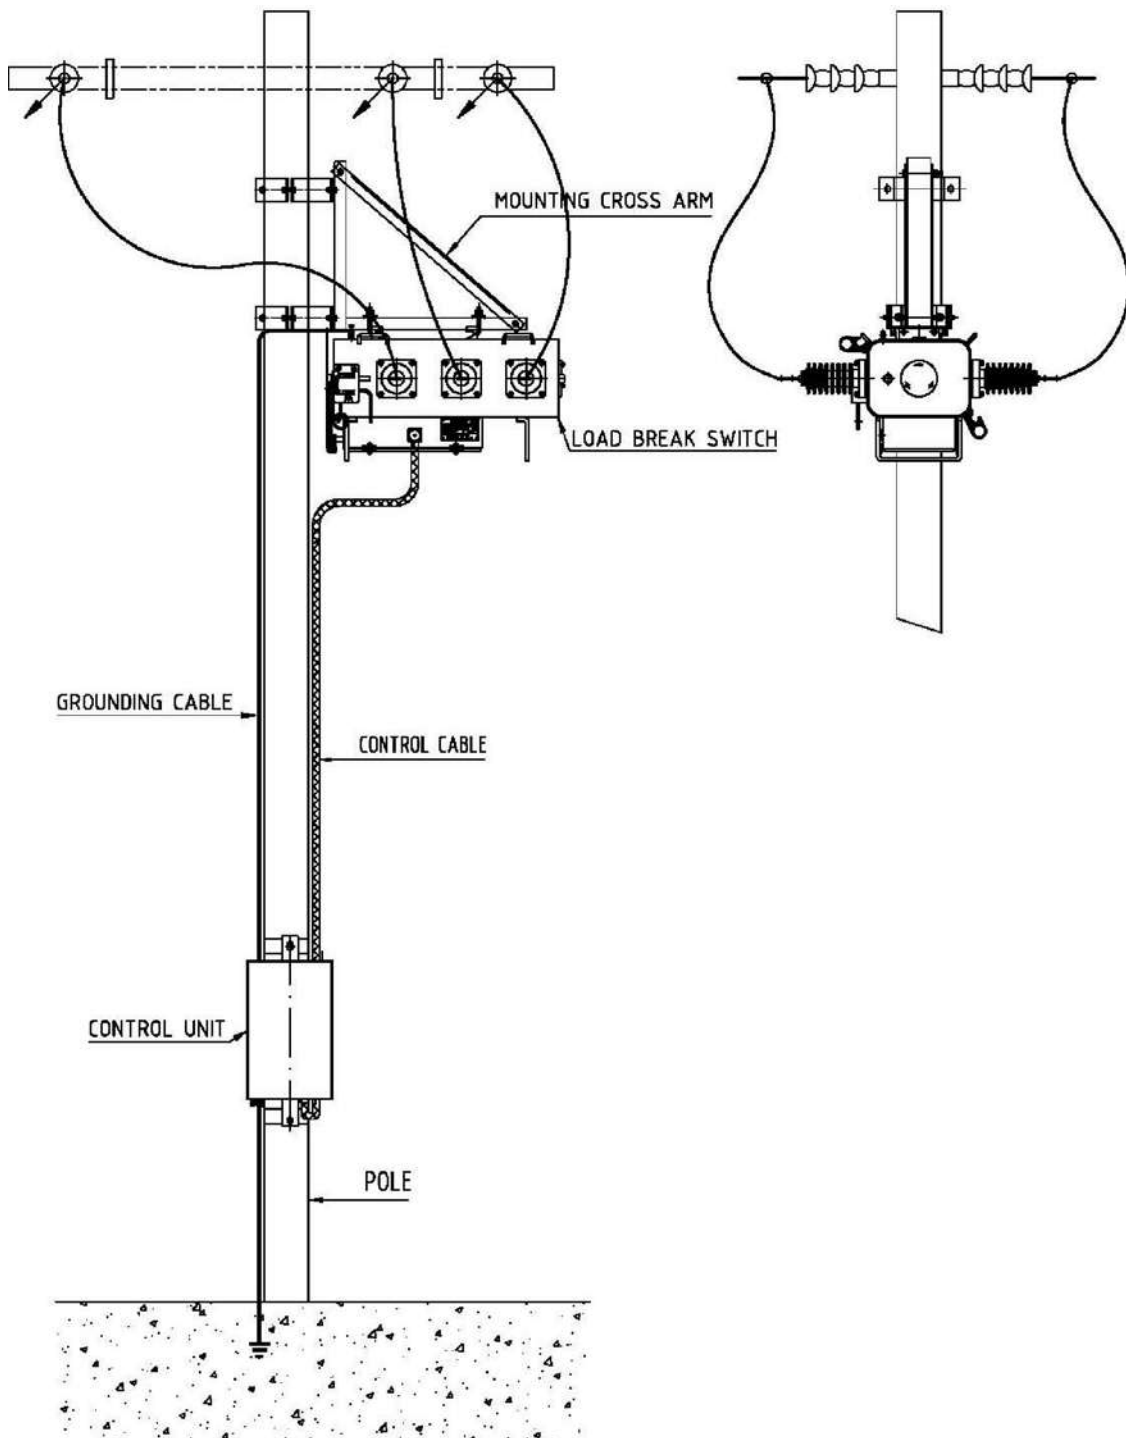 MOUNTING CROSS ARM
LOAD BREAK SWITCH
GROUNDING CABLE
CONTROL CABLE
CONTROL UNIT
POLE